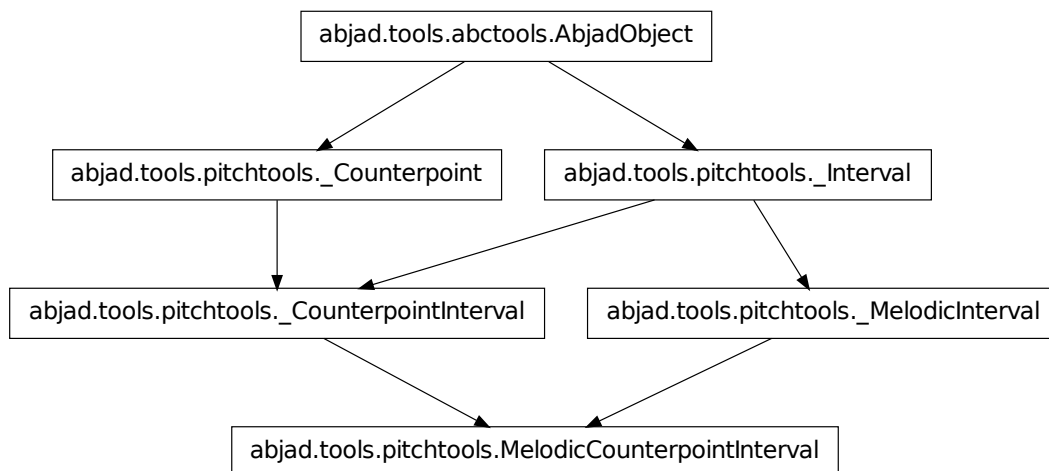 abjad.tools.abctools.AbjadObject
abjad.tools.pitchtools._Counterpoint
abjad.tools.pitchtools._Interval
abjad.tools.pitchtools._CounterpointInterval
abjad.tools.pitchtools._MelodicInterval
abjad.tools.pitchtools.MelodicCounterpointInterval